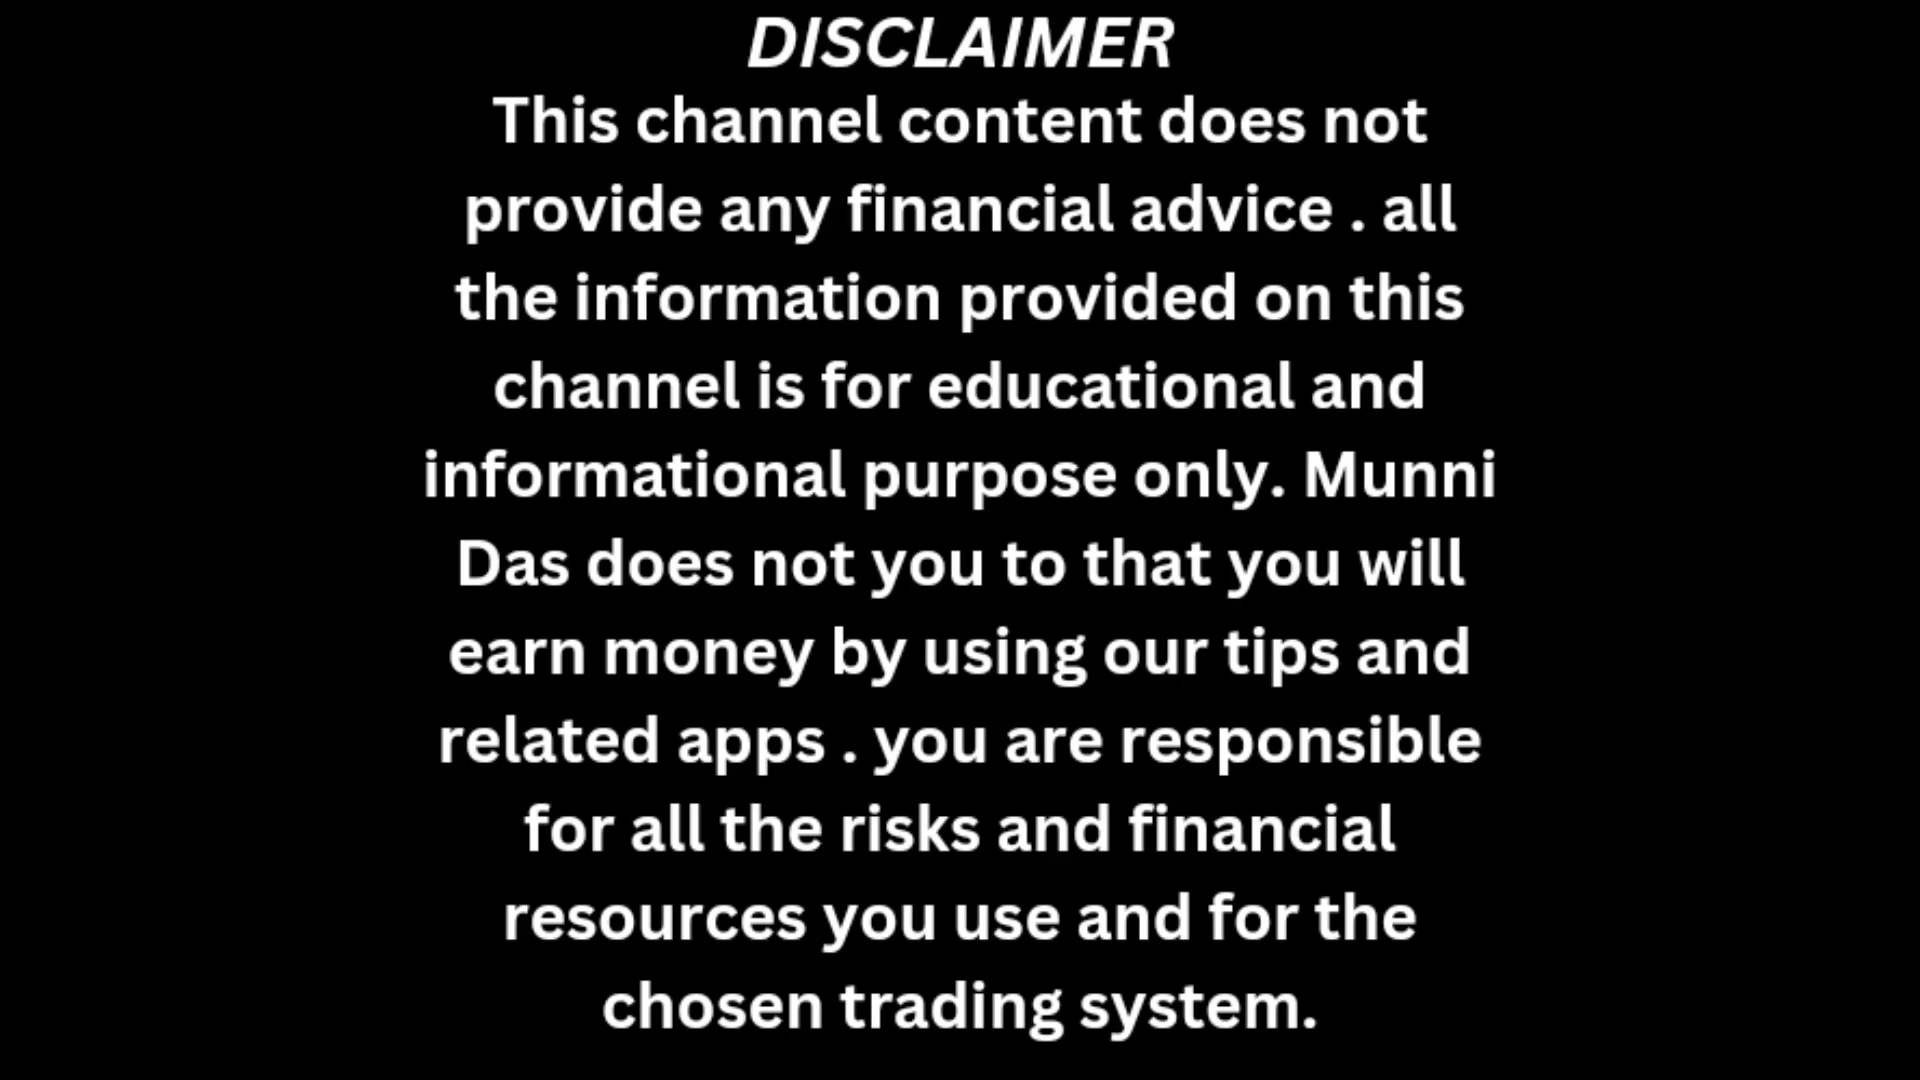 DISCLAIMER
This channel content does not
provide any financial advice . all
the information provided on this
channel is for educational and
informational purpose only. Munni
Das does not you to that you will
earn money by using our tips and
related apps . you are responsible
for all the risks and financial
resources you use and for the
chosen trading system.